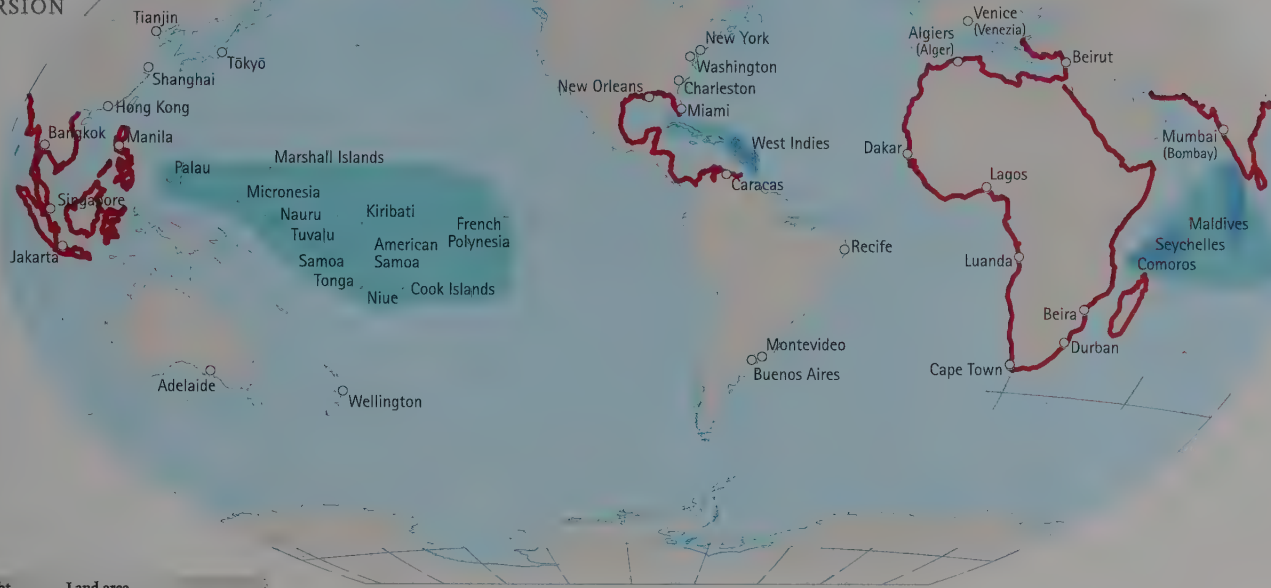 RSION
Tianjin
Tōkyō
Shanghai
Hong Kong
Bangkok
Manila
Palau
Singapore
Jakarta
Marshall Islands
Micronesia
Nauru
Kiribati
Tuvalu
French
Polynesia
American
Samoa
Samoa
Tonga
Niue
Cook Islands
Adelaide
Wellington
New York
Washington
New Orleans
Charleston
Miami
West Indies
Caracas
Recife
Montevideo
Buenos Aires
Venice
(Venezia)
Algiers
(Alger)
Beirut
Dakar
Lagos
Luanda
Mumbai
(Bombay)
Maldives
Seychelles
Comoros
Beira
Durban
Cape Town
Land area